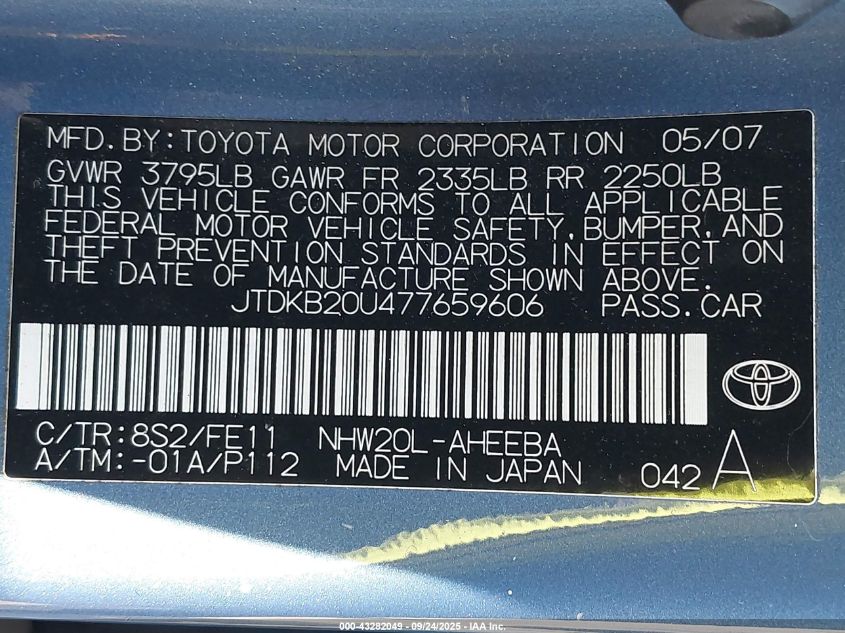 MFD.BY:TOYOTA MOTOR CORPORATION 05/07
GVWR 3795LB GAWR FR 2335LB RR 2250LB
THIS VEHICLE CONFORMS TO ALL APPLICABLE
FEDERAL MOTOR VEHICLE SAFETY,BUMPER,AND
THEFT PREVENTION STANDARDS IN EFFECT ON
THE DATE OF MANUFACTURE SHOWN ABOVE.
JTDKB20U477659606 PASS.CAR
C/TR:8S2/FE11 NHW20L-AHEEBA
A/TM:-01A/P112 MADE IN JAPAN 042 A
000-43282049 - 09/24/2025 - IAA Inc.